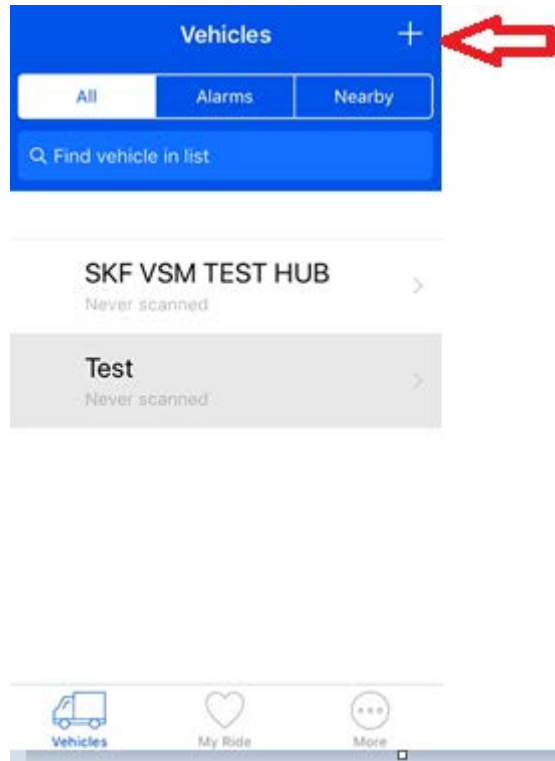 Vehicles
All Alarms Nearby
Find vehicle in list
SKF VSM TEST HUB
Never scanned
Test
Never scanned
Vehicles My Ride More